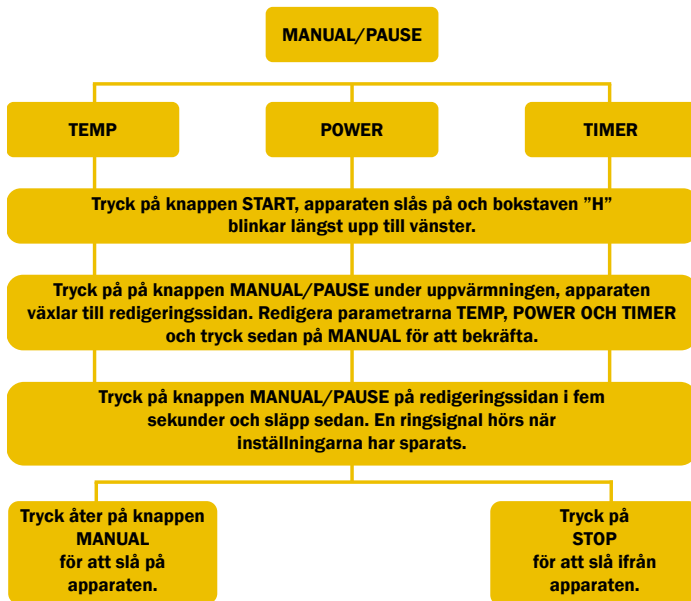 MANUAL/PAUSE
TEMP
POWER
TIMER
Tryck på knappen START, apparaten slås på och bokstaven ”H”
blinkar längst upp till vänster.
Tryck på på knappen MANUAL/PAUSE under uppvärmningen, apparaten
växlar till redigeringssidan. Redigera parametrarna TEMP, POWER OCH TIMER
och tryck sedan på MANUAL för att bekräfta.
Tryck på knappen MANUAL/PAUSE på redigeringssidan i fem
sekunder och släpp sedan. En ringsignal hörs när
inställningarna har sparats.
Tryck åter på knappen
MANUAL
för att slå på
apparaten.
Tryck på
STOP
för att slå ifrån
apparaten.